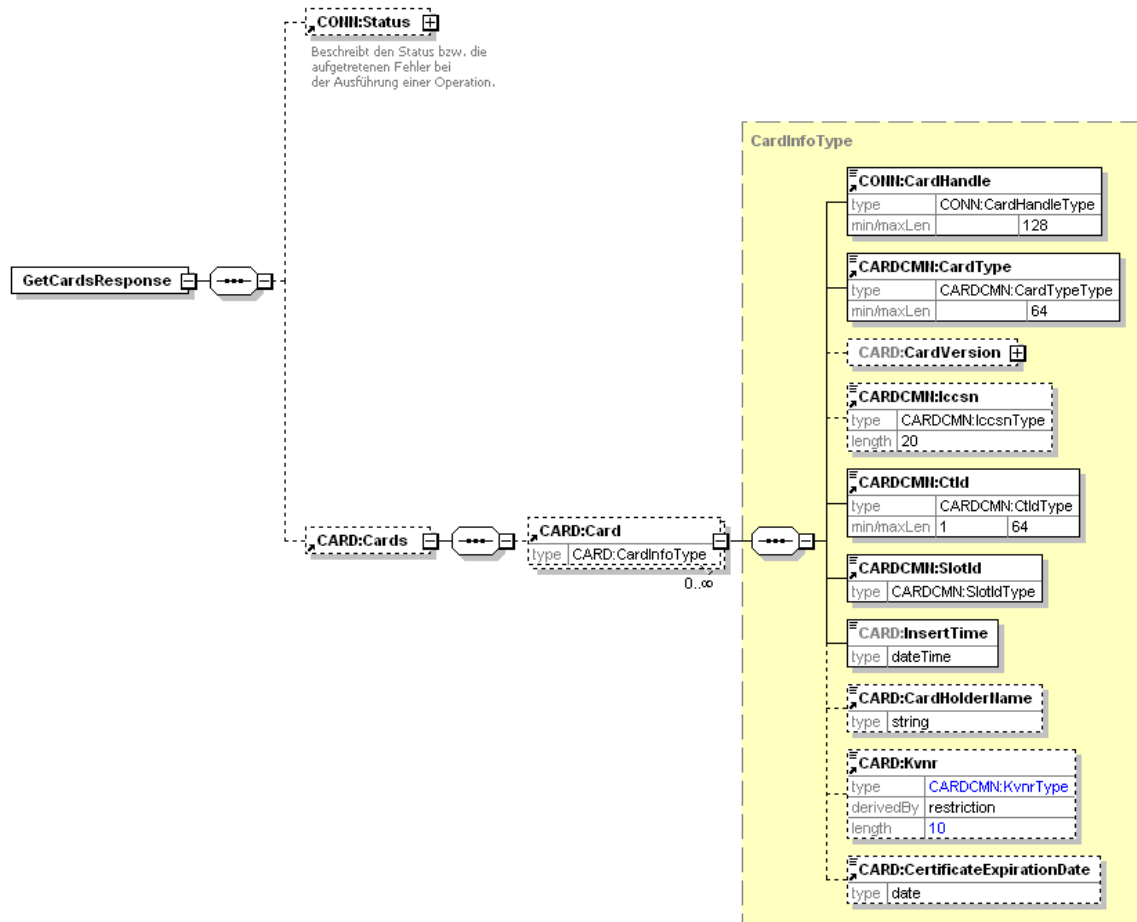 CONN:Status
Beschreibt den Status bzw. die
aufgetretenen Fehler bei
der Ausführung einer Operation.
GetCardsResponse
CARD:Cards
CARD:Card
type CARD:CardInfoType
0..∞
CardInfoType
CONN:CardHandle
type CONN:CardHandleType
min/maxLen 128
CARDCMN:CardType
type CARDCMN:CardTypeType
min/maxLen 64
CARD:CardVersion
CARDCMN:Iccsn
type CARDCMN:IccsnType
length 20
CARDCMN:CtId
type CARDCMN:CtIdType
min/maxLen 1 64
CARDCMN:SlotId
type CARDCMN:SlotIdType
CARD:InsertTime
type dateTime
CARD:CardHolderName
type string
CARD:Kvnr
type CARDCMN:KvnrType
derivedBy restriction
length 10
CARD:CertificateExpirationDate
type date